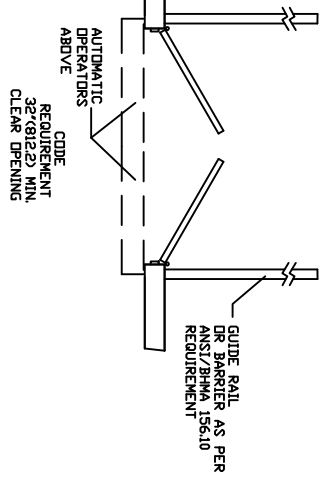 AUTOMATIC
OPERATORS
ABOVE
CODE
REQUIREMENT
32"(812.2) MIN.
CLEAR OPENING
GUIDE RAIL
OR BARRIER AS PER
ANSI/BHMA 156.10
REQUIREMENT